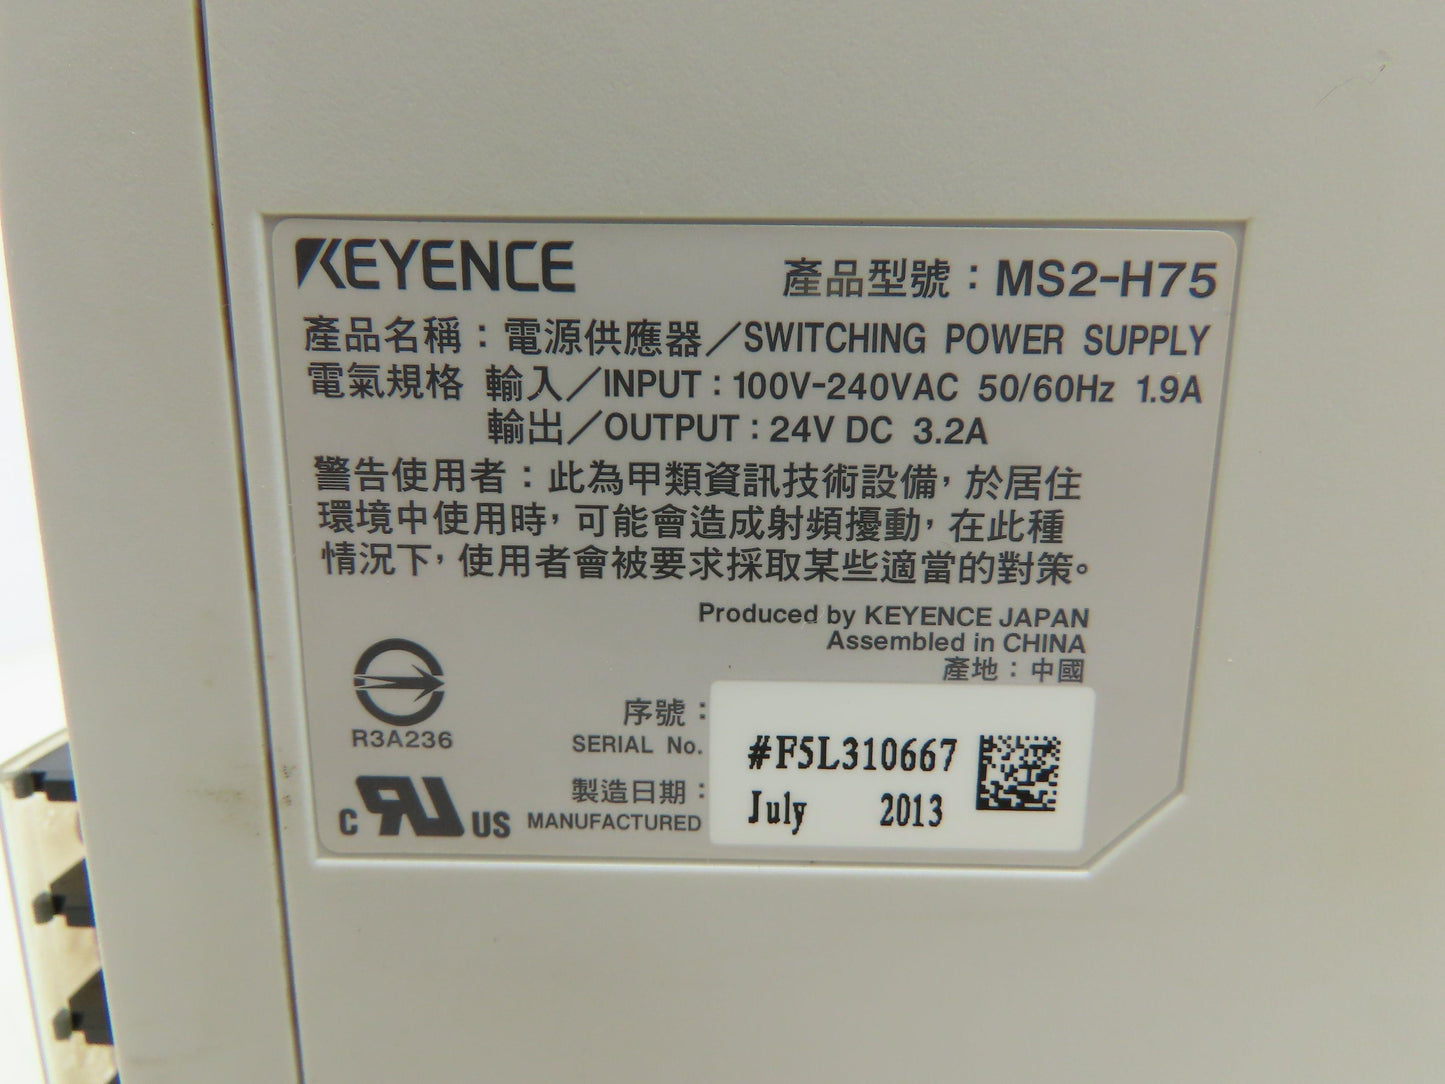 KEYENCE 產品型號：MS2-H75
產品名稱：電源供應器／SWITCHING POWER SUPPLY
電氣規格 輸入／INPUT：100V-240VAC 50/60Hz 1.9A
輸出／OUTPUT：24V DC 3.2A
警告使用者：此為甲類資訊技術設備，於居住
環境中使用時，可能會造成射頻擾動，在此種
情況下，使用者會被要求採取某些適當的對策。
Produced by KEYENCE JAPAN
Assembled in CHINA
產地：中國
R3A236
序號：
SERIAL No.
#F5L310667
製造日期：
MANUFACTURED
July 2013
C RU US